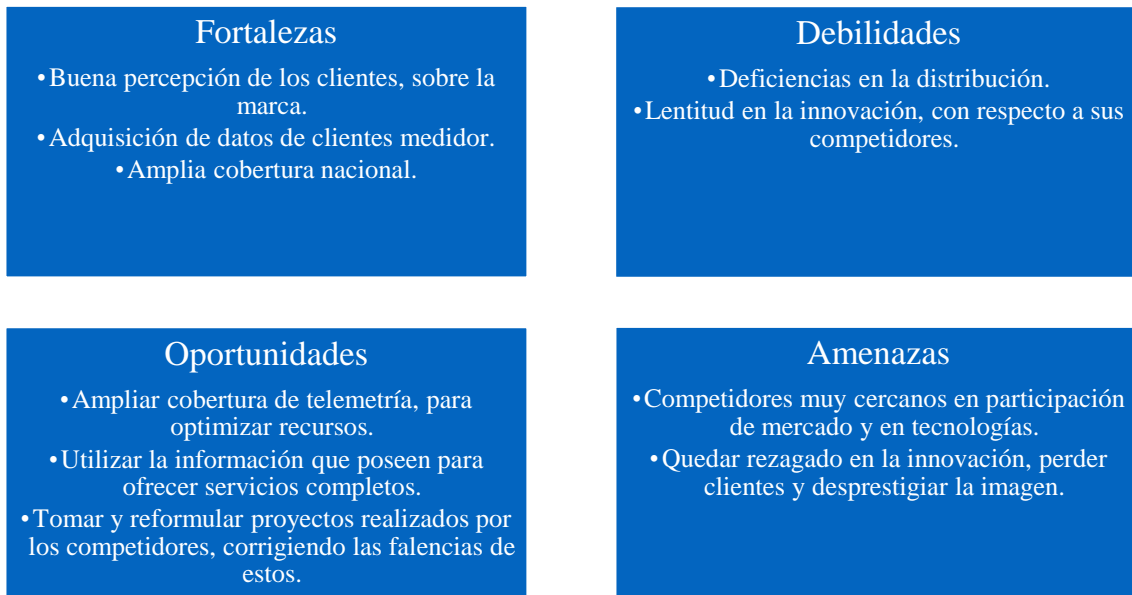 Fortalezas
•Buena percepción de los clientes, sobre la
marca.
•Adquisición de datos de clientes medidor.
•Amplia cobertura nacional.
Debilidades
•Deficiencias en la distribución.
•Lentitud en la innovación, con respecto a sus
competidores.
Oportunidades
•Ampliar cobertura de telemetría, para
optimizar recursos.
•Utilizar la información que poseen para
ofrecer servicios completos.
•Tomar y reformular proyectos realizados por
los competidores, corrigiendo las falencias de
estos.
Amenazas
•Competidores muy cercanos en participación
de mercado y en tecnologías.
•Quedar rezagado en la innovación, perder
clientes y desprestigiar la imagen.